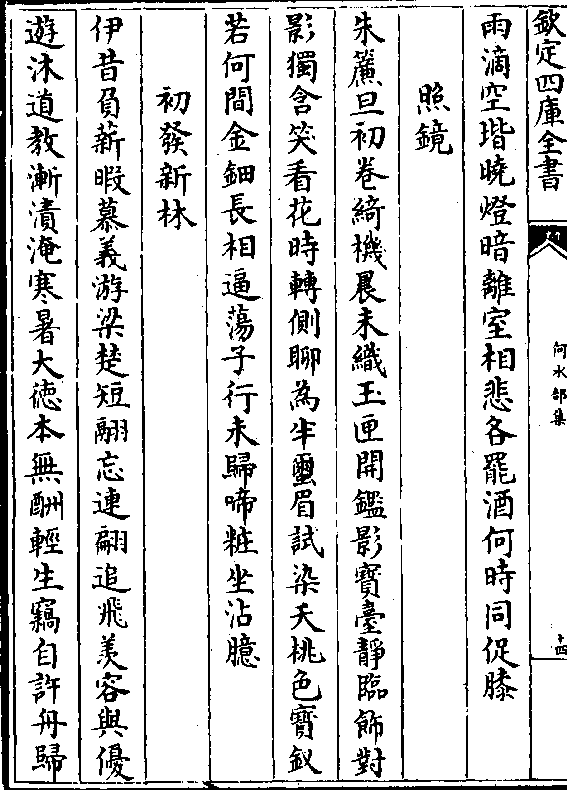 欽定四庫全書
何水部集
十四
雨滴空堦曉燈暗離室相悲各罷酒何時同促膝
照鏡
朱簾旦初卷綺機晨未織玉匣開鑑影寶臺靜臨飾對
影獨含笑看花時轉側聊為半䖤眉試染夭桃色寶釵
若何間金鈿長相逼蕩子行未歸啼粧坐沾臆
初發新林
伊昔負薪暇慕義游梁楚短翮忘連翩追飛羨容與優
遊沐道教漸漬淹寒暑大徳本無酬輕生竊自許舟歸